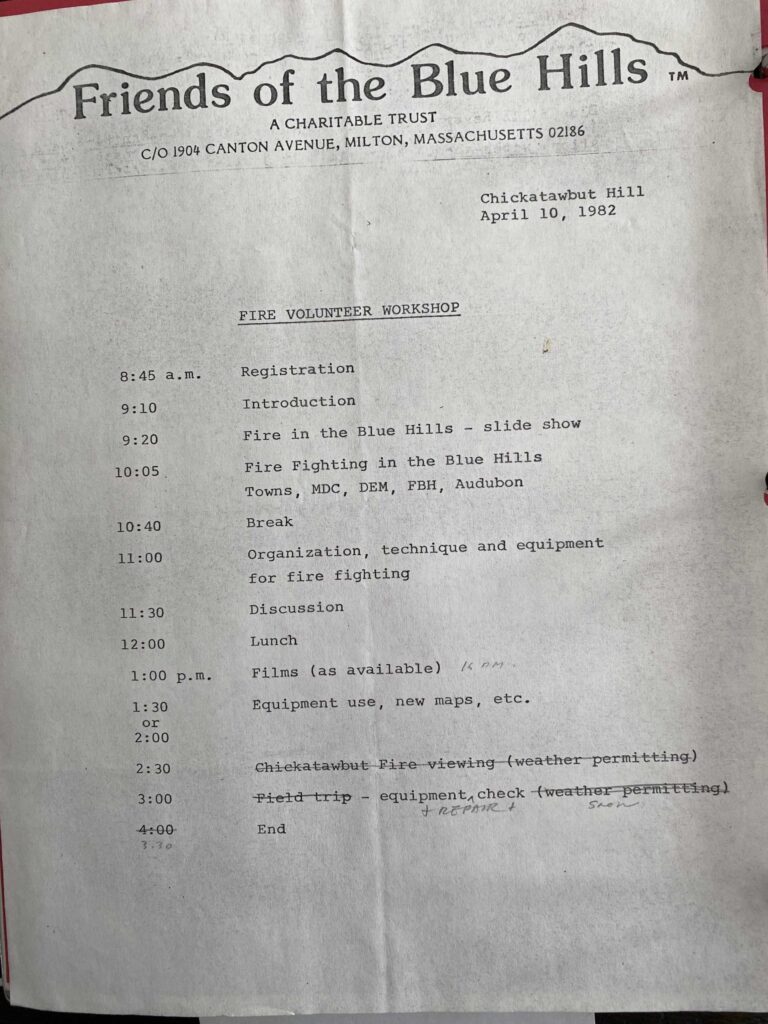 Friends of the Blue Hills ™
A CHARITABLE TRUST
C/O 1904 CANTON AVENUE, MILTON, MASSACHUSETTS 02186
Chickatawbut Hill
April 10, 1982
FIRE VOLUNTEER WORKSHOP
8:45 a.m. Registration
9:10 Introduction
9:20 Fire in the Blue Hills - slide show
10:05 Fire Fighting in the Blue Hills
Towns, MDC, DEM, FBH, Audubon
10:40 Break
11:00 Organization, technique and equipment
for fire fighting
11:30 Discussion
12:00 Lunch
1:00 p.m. Films (as available) 16 mm
1:30 Equipment use, new maps, etc.
or
2:00
2:30 Chickatawbut Fire viewing (weather permitting)
3:00 Field trip - equipment check (weather permitting)
+ REPAIR + snow
4:00 End
3:30